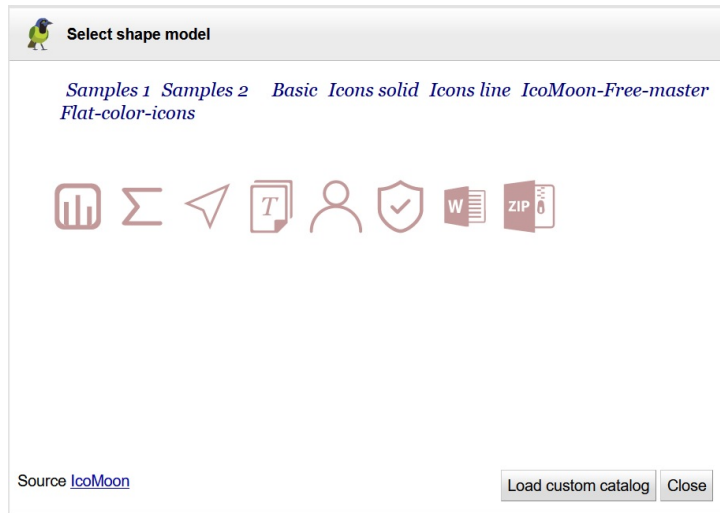 Select shape model
Samples 1 Samples 2 Basic Icons solid Icons line IcoMoon-Free-master
Flat-color-icons
T W ZIP
Source IcoMoon
Load custom catalog Close